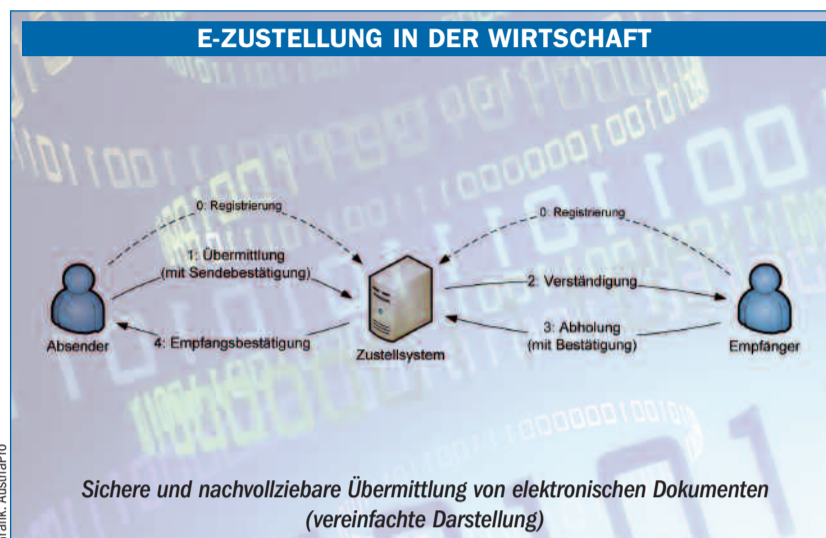 E-ZUSTELLUNG IN DER WIRTSCHAFT
0: Registrierung
0: Registrierung
1: Übermittlung
(mit Sendebestätigung)
2: Verständigung
4: Empfangsbestätigung
3: Abholung
(mit Bestätigung)
Absender
Zustellsystem
Empfänger
Sichere und nachvollziebare Übermittlung von elektronischen Dokumenten
(vereinfachte Darstellung)